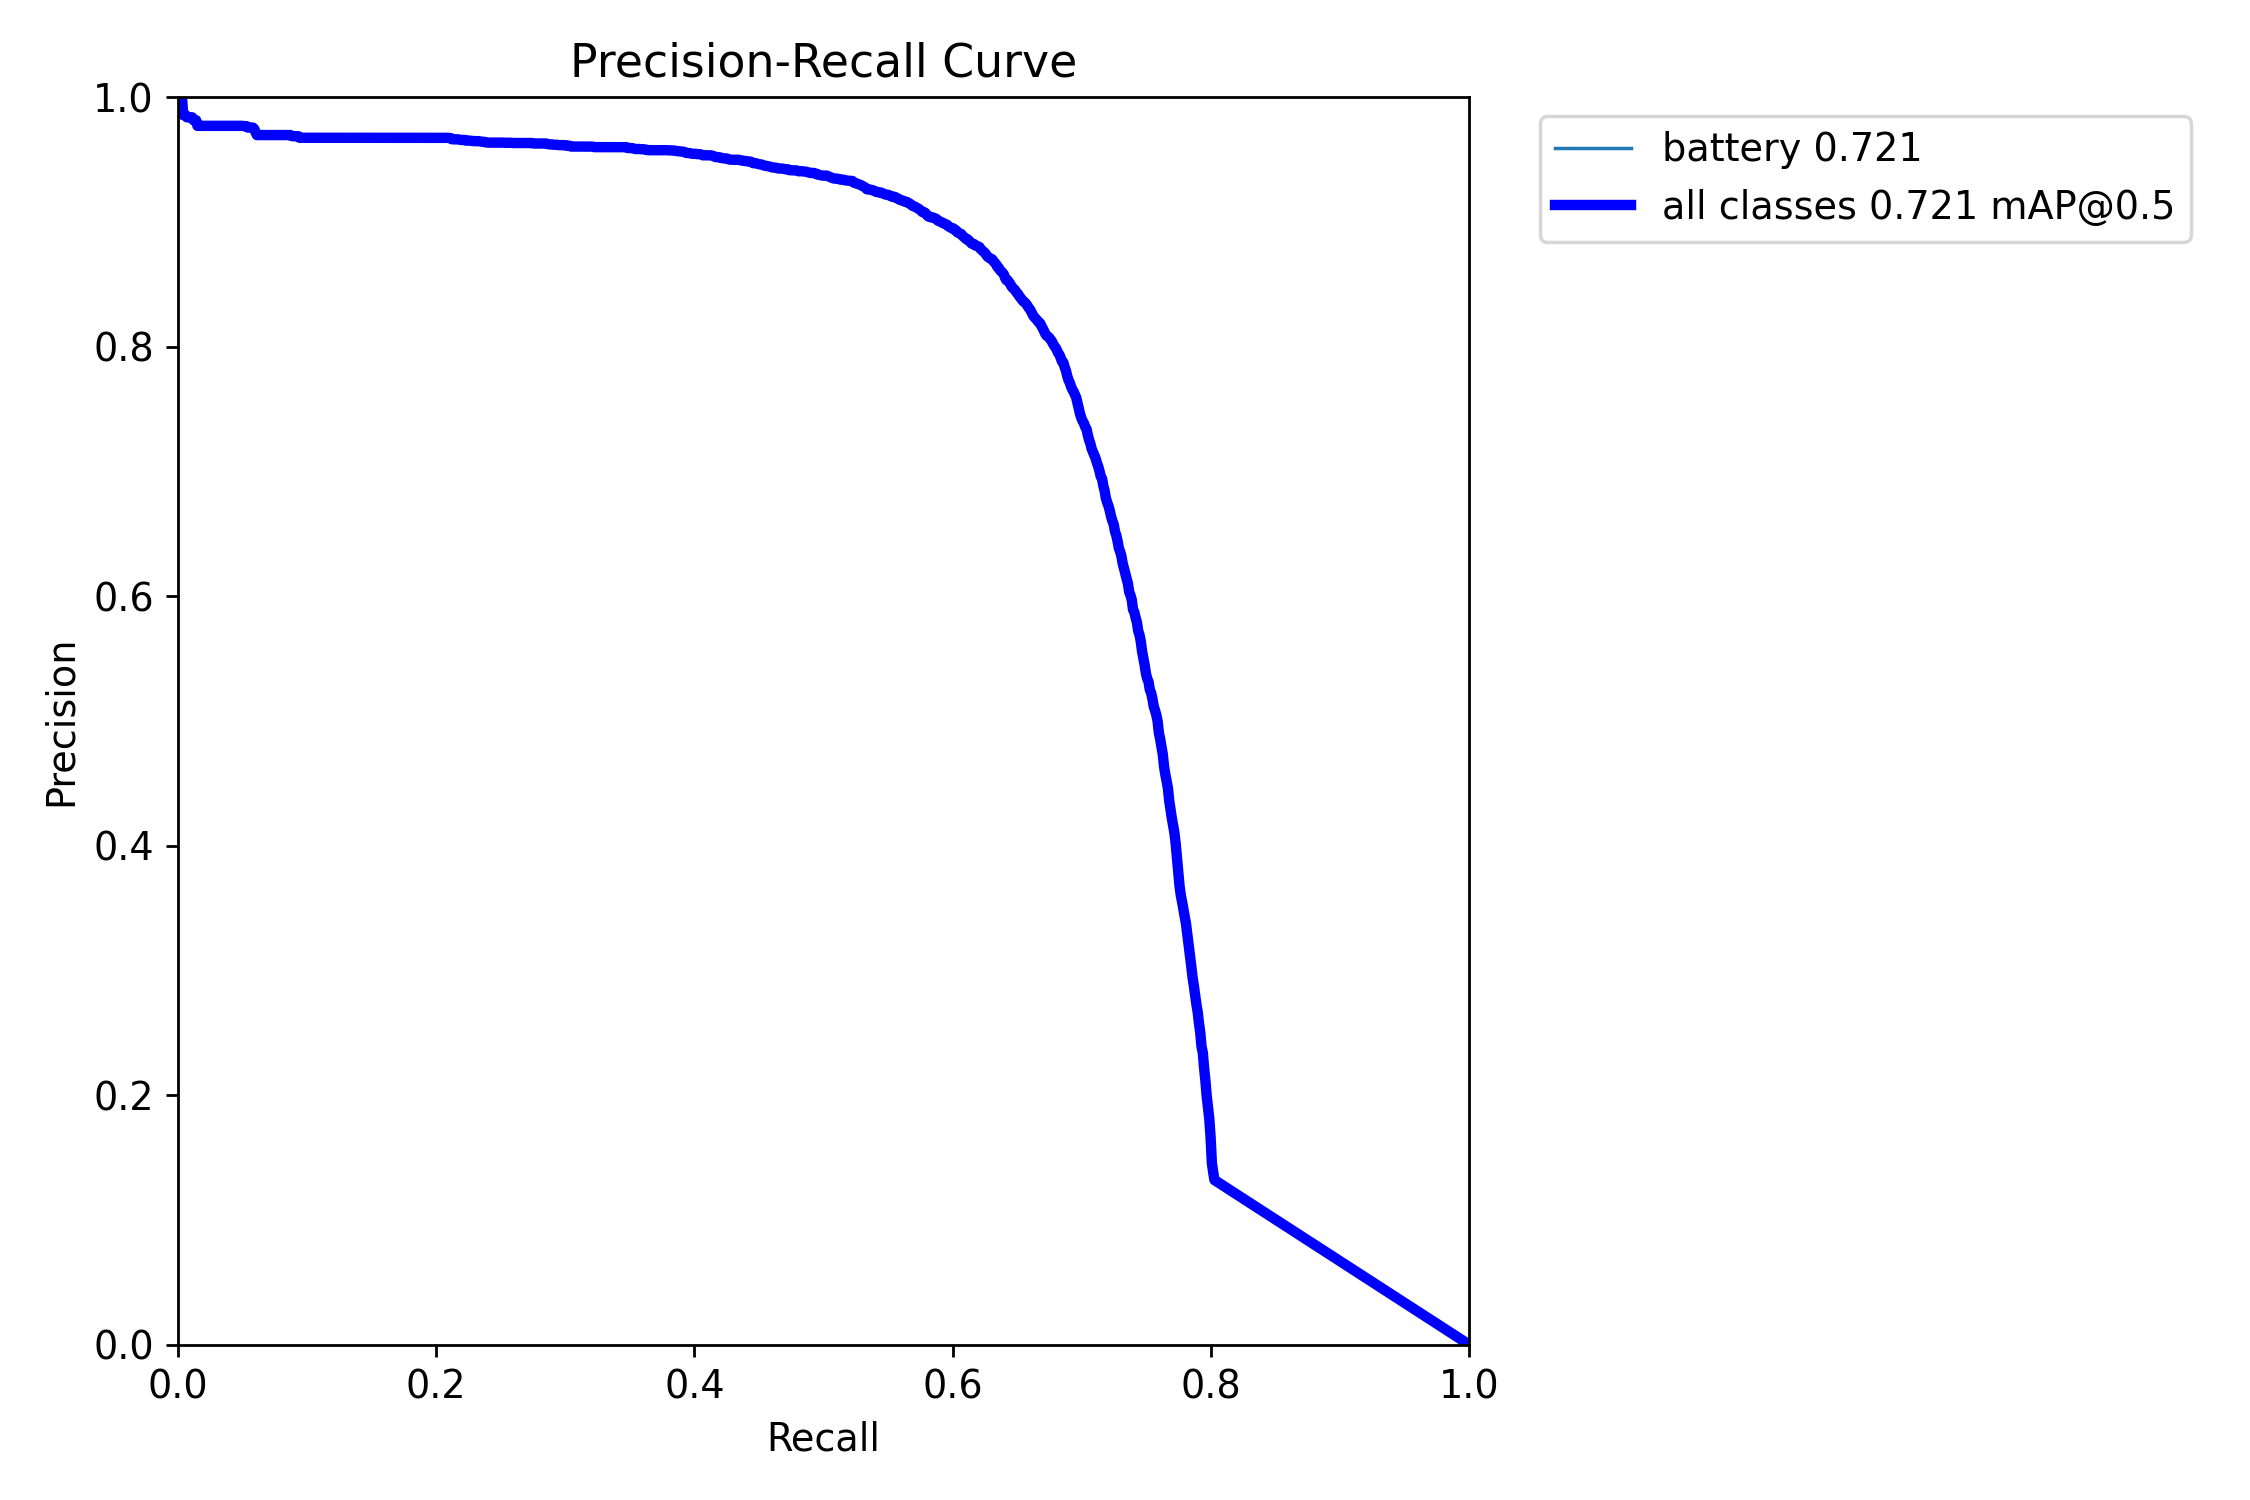 Precision-Recall Curve
battery 0.721
all classes 0.721 mAP@0.5
1.0
0.8
0.6
0.4
0.2
0.0
Precision
0.0 0.2 0.4 0.6 0.8 1.0
Recall